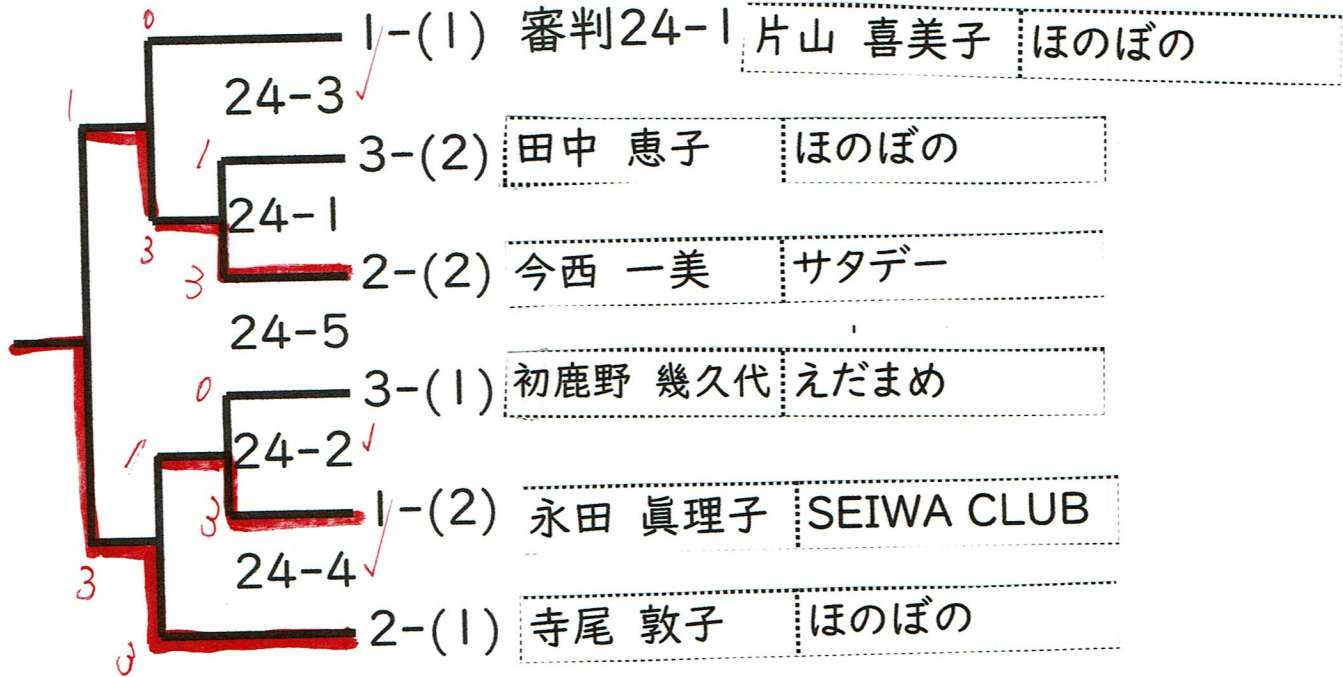 0
1-(1) 審判24-1 片山 喜美子 ほのぼの
24-3
1
1 3-(2) 田中 恵子 ほのぼの
24-1
3
3 2-(2) 今西 一美 サタデー
24-5
0 3-(1) 初鹿野 幾久代 えだまめ
1 24-2
3 1-(2) 永田 眞理子 SEIWA CLUB
24-4
3
3 2-(1) 寺尾 敦子 ほのぼの